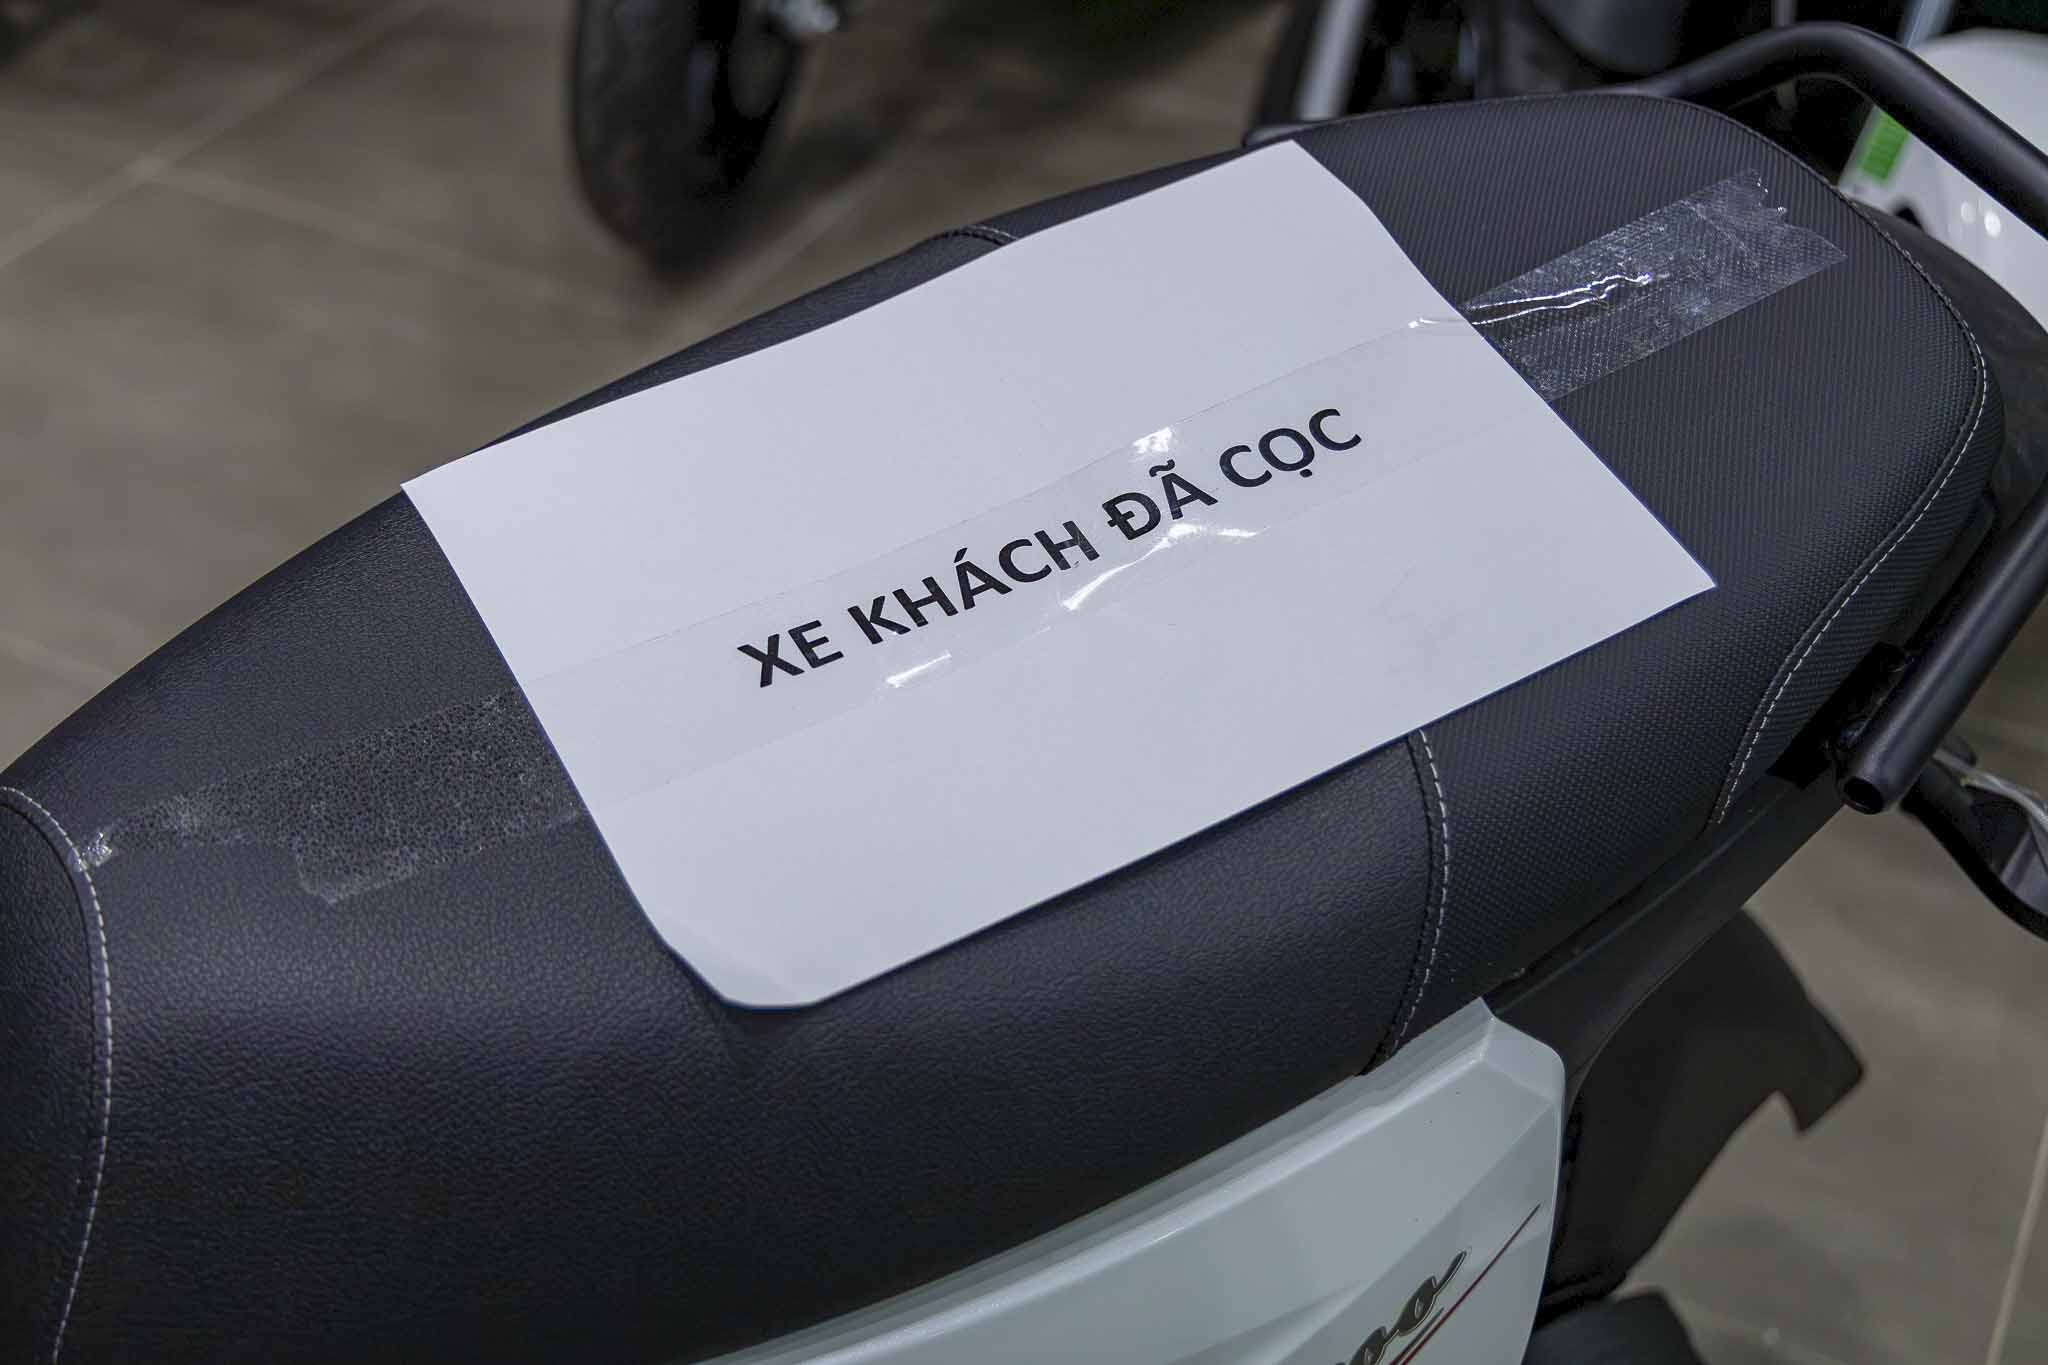 XE KHÁCH ĐÃ CỌC